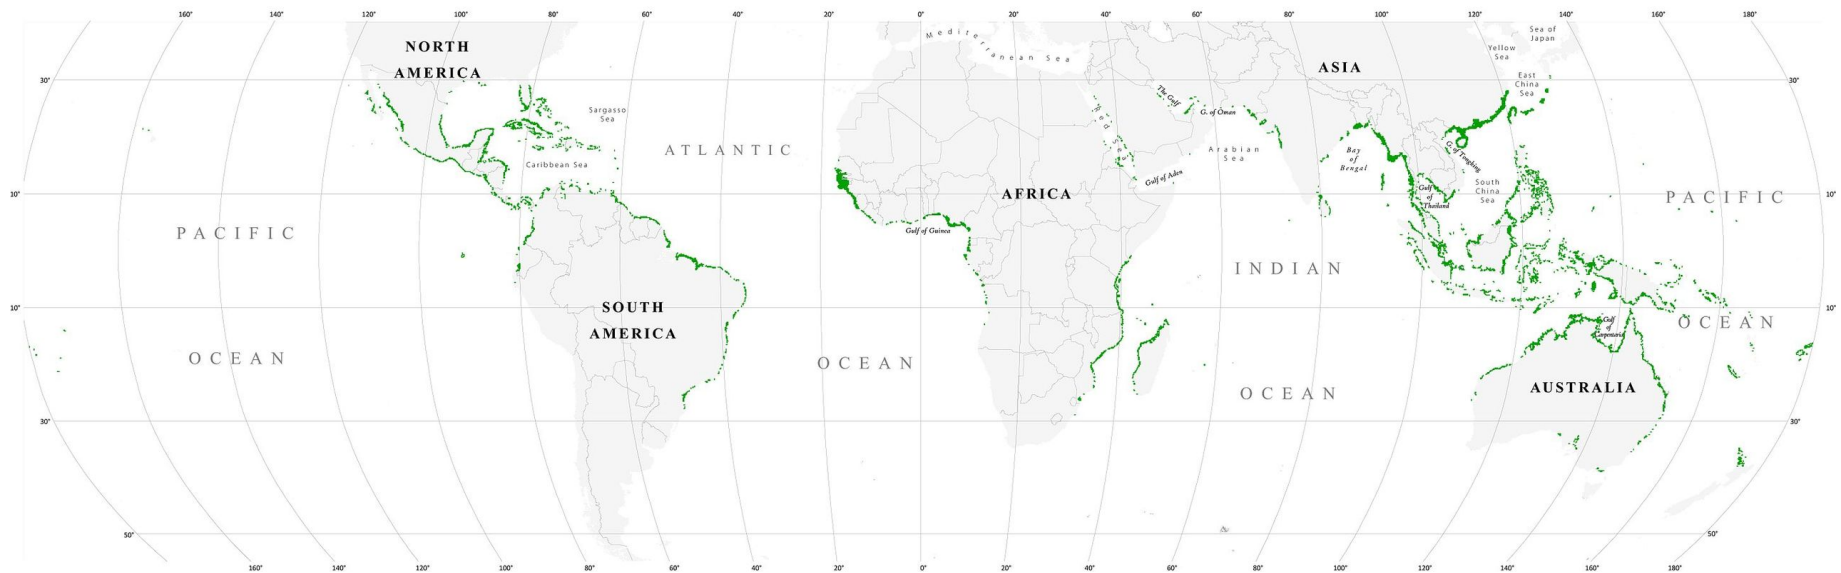 160° 140° 120° 100° 80° 60° 40° 20° 0° 20° 40° 60° 80° 100° 120° 140° 160° 180°
Mediterranean Sea
Sea of
Japan
NORTH
AMERICA
Yellow
Sea
ASIA
30° 30°
East
China
Sea
The Gulf
G. of Oman
Sargasso
Sea
Red Sea
ATLANTIC
Arabian
Sea
Bay
of
Bengal
G. of Tongking
Caribbean Sea
Gulf of Aden
South
China
Sea
Gulf
of
Thailand
10° AFRICA 10°
PACIFIC
Gulf of Guinea
PACIFIC
INDIAN
SOUTH
AMERICA
10° 10°
Gulf
of
Carpentaria
OCEAN
OCEAN
OCEAN
OCEAN
AUSTRALIA
30° 30°
50° 50°
160° 140° 120° 100° 80° 60° 40° 20° 0° 20° 40° 60° 80° 100° 120° 140° 160° 180°